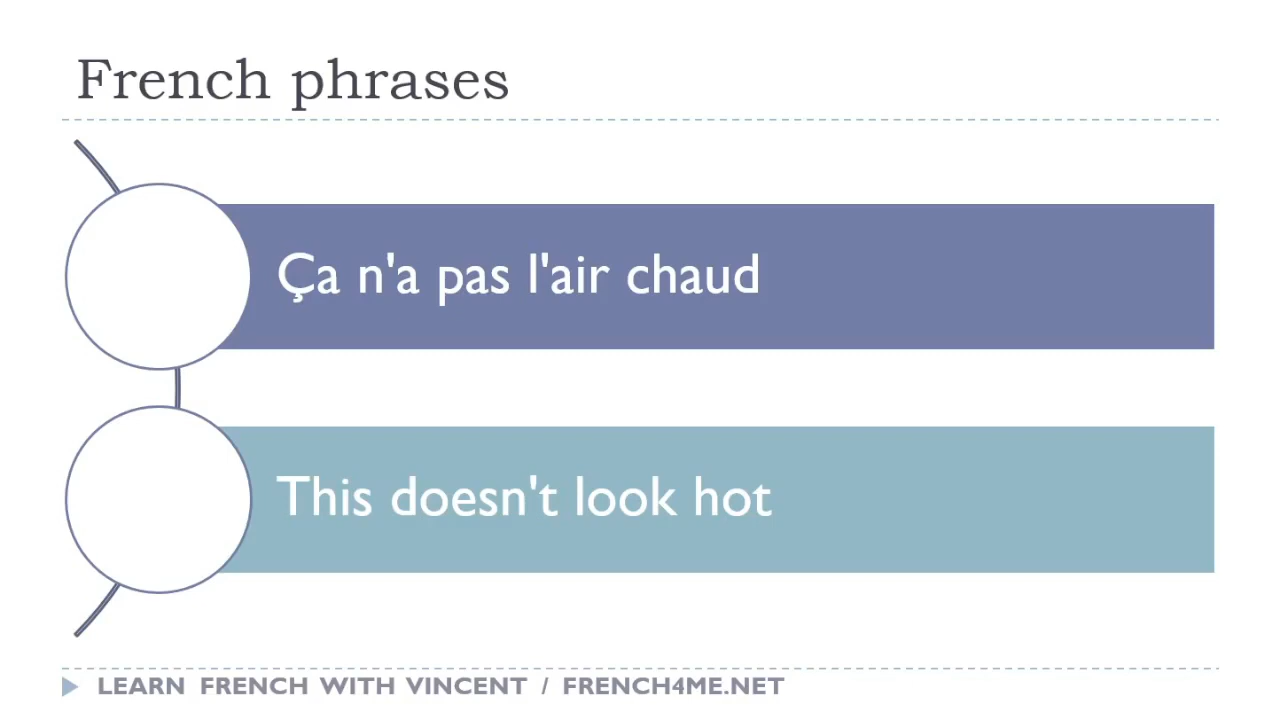 French phrases
Ça n'a pas l'air chaud
This doesn't look hot
LEARN FRENCH WITH VINCENT / FRENCH4ME.NET